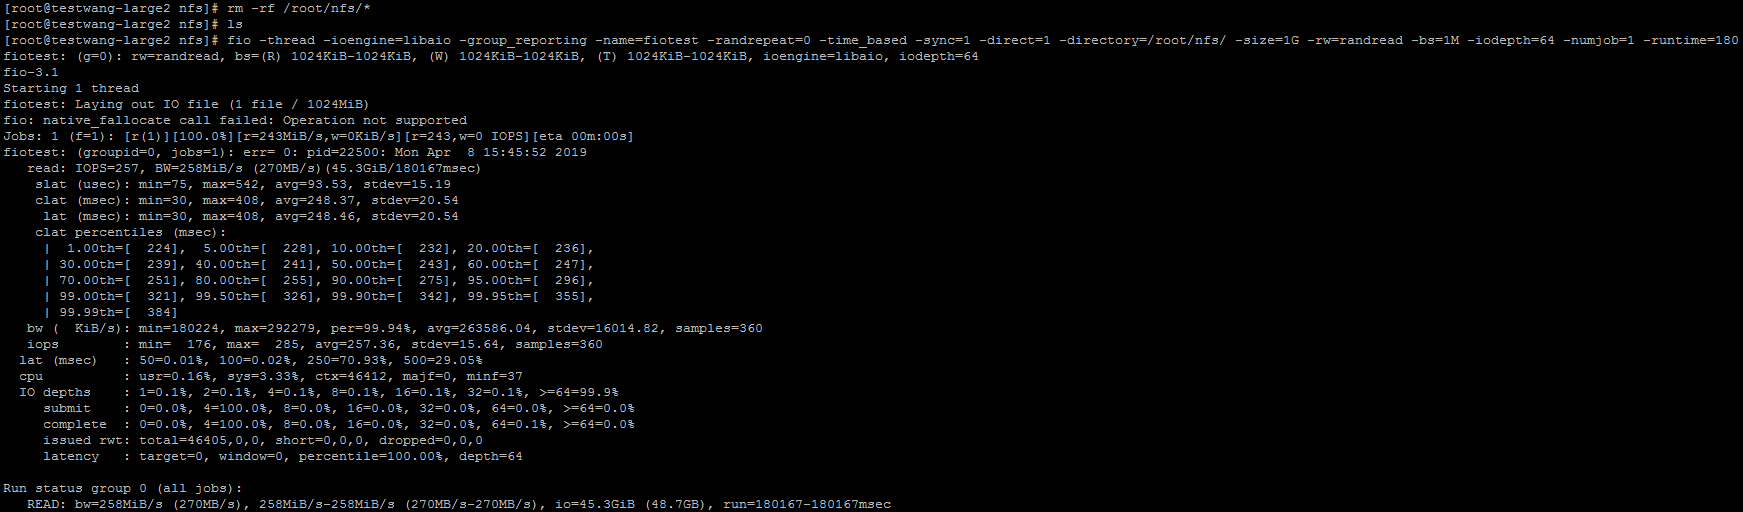 [root@testwang-large2 nfs]# rm -rf /root/nfs/*
[root@testwang-large2 nfs]# ls
[root@testwang-large2 nfs]# fio -thread -ioengine=libaio -group_reporting -name=fiotest -randrepeat=0 -time_based -sync=1 -direct=1 -directory=/root/nfs/ -size=1G -rw=randread -bs=1M -iodepth=64 -numjob=1 -runtime=180
fiotest: (g=0): rw=randread, bs=(R) 1024KiB-1024KiB, (W) 1024KiB-1024KiB, (T) 1024KiB-1024KiB, ioengine=libaio, iodepth=64
fio-3.1
Starting 1 thread
fiotest: Laying out IO file (1 file / 1024MiB)
fio: native_fallocate call failed: Operation not supported
Jobs: 1 (f=1): [r(1)][100.0%][r=243MiB/s,w=0KiB/s][r=243,w=0 IOPS][eta 00m:00s]
fiotest: (groupid=0, jobs=1): err= 0: pid=22500: Mon Apr  8 15:45:52 2019
   read: IOPS=257, BW=258MiB/s (270MB/s)(45.3GiB/180167msec)
    slat (usec): min=75, max=542, avg=93.53, stdev=15.19
    clat (msec): min=30, max=408, avg=248.37, stdev=20.54
     lat (msec): min=30, max=408, avg=248.46, stdev=20.54
    clat percentiles (msec):
     |  1.00th=[  224],  5.00th=[  228], 10.00th=[  232], 20.00th=[  236],
     | 30.00th=[  239], 40.00th=[  241], 50.00th=[  243], 60.00th=[  247],
     | 70.00th=[  251], 80.00th=[  255], 90.00th=[  275], 95.00th=[  296],
     | 99.00th=[  321], 99.50th=[  326], 99.90th=[  342], 99.95th=[  355],
     | 99.99th=[  384]
   bw (  KiB/s): min=180224, max=292279, per=99.94%, avg=263586.04, stdev=16014.82, samples=360
   iops        : min=  176, max=  285, avg=257.36, stdev=15.64, samples=360
  lat (msec)   : 50=0.01%, 100=0.02%, 250=70.93%, 500=29.05%
  cpu          : usr=0.16%, sys=3.33%, ctx=46412, majf=0, minf=37
  IO depths    : 1=0.1%, 2=0.1%, 4=0.1%, 8=0.1%, 16=0.1%, 32=0.1%, >=64=99.9%
     submit    : 0=0.0%, 4=100.0%, 8=0.0%, 16=0.0%, 32=0.0%, 64=0.0%, >=64=0.0%
     complete  : 0=0.0%, 4=100.0%, 8=0.0%, 16=0.0%, 32=0.0%, 64=0.1%, >=64=0.0%
     issued rwt: total=46405,0,0, short=0,0,0, dropped=0,0,0
     latency   : target=0, window=0, percentile=100.00%, depth=64
Run status group 0 (all jobs):
   READ: bw=258MiB/s (270MB/s), 258MiB/s-258MiB/s (270MB/s-270MB/s), io=45.3GiB (48.7GB), run=180167-180167msec